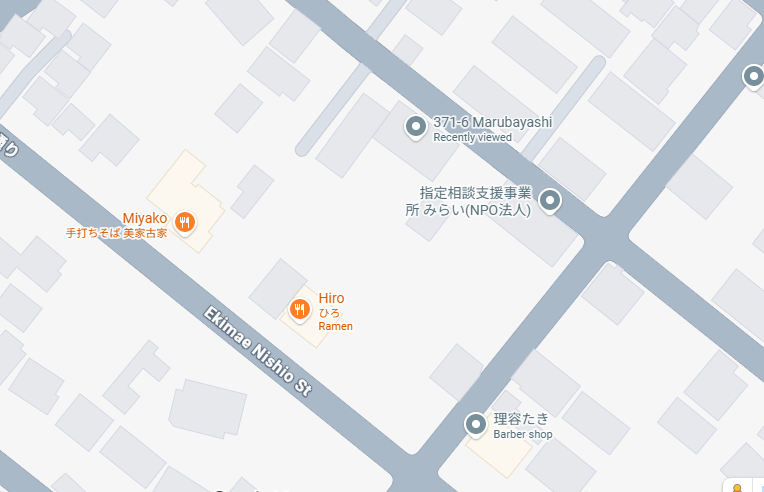 371-6 Marubayashi
Recently viewed
指定相談支援事業
所 みらい(NPO法人)
Miyako
手打ちそば 美家古家
Hiro
ひろ
Ramen
Ekimae Nishio St
理容たき
Barber shop